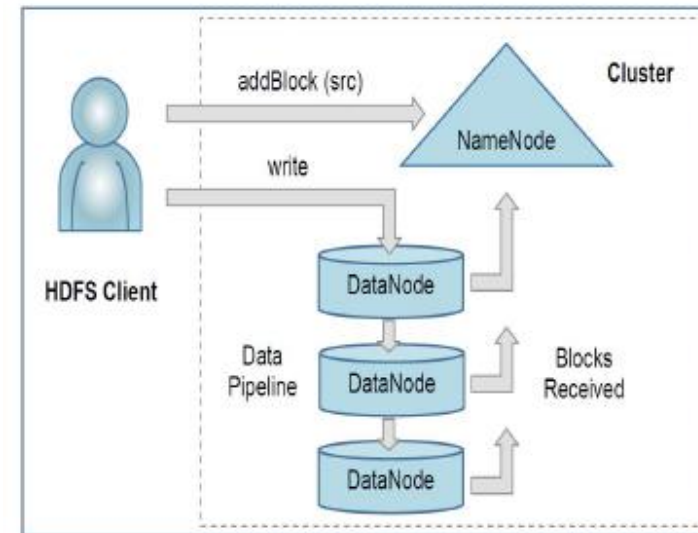 addBlock (src)
Cluster
NameNode
write
HDFS Client
DataNode
Data
Pipeline
DataNode
Blocks
Received
DataNode